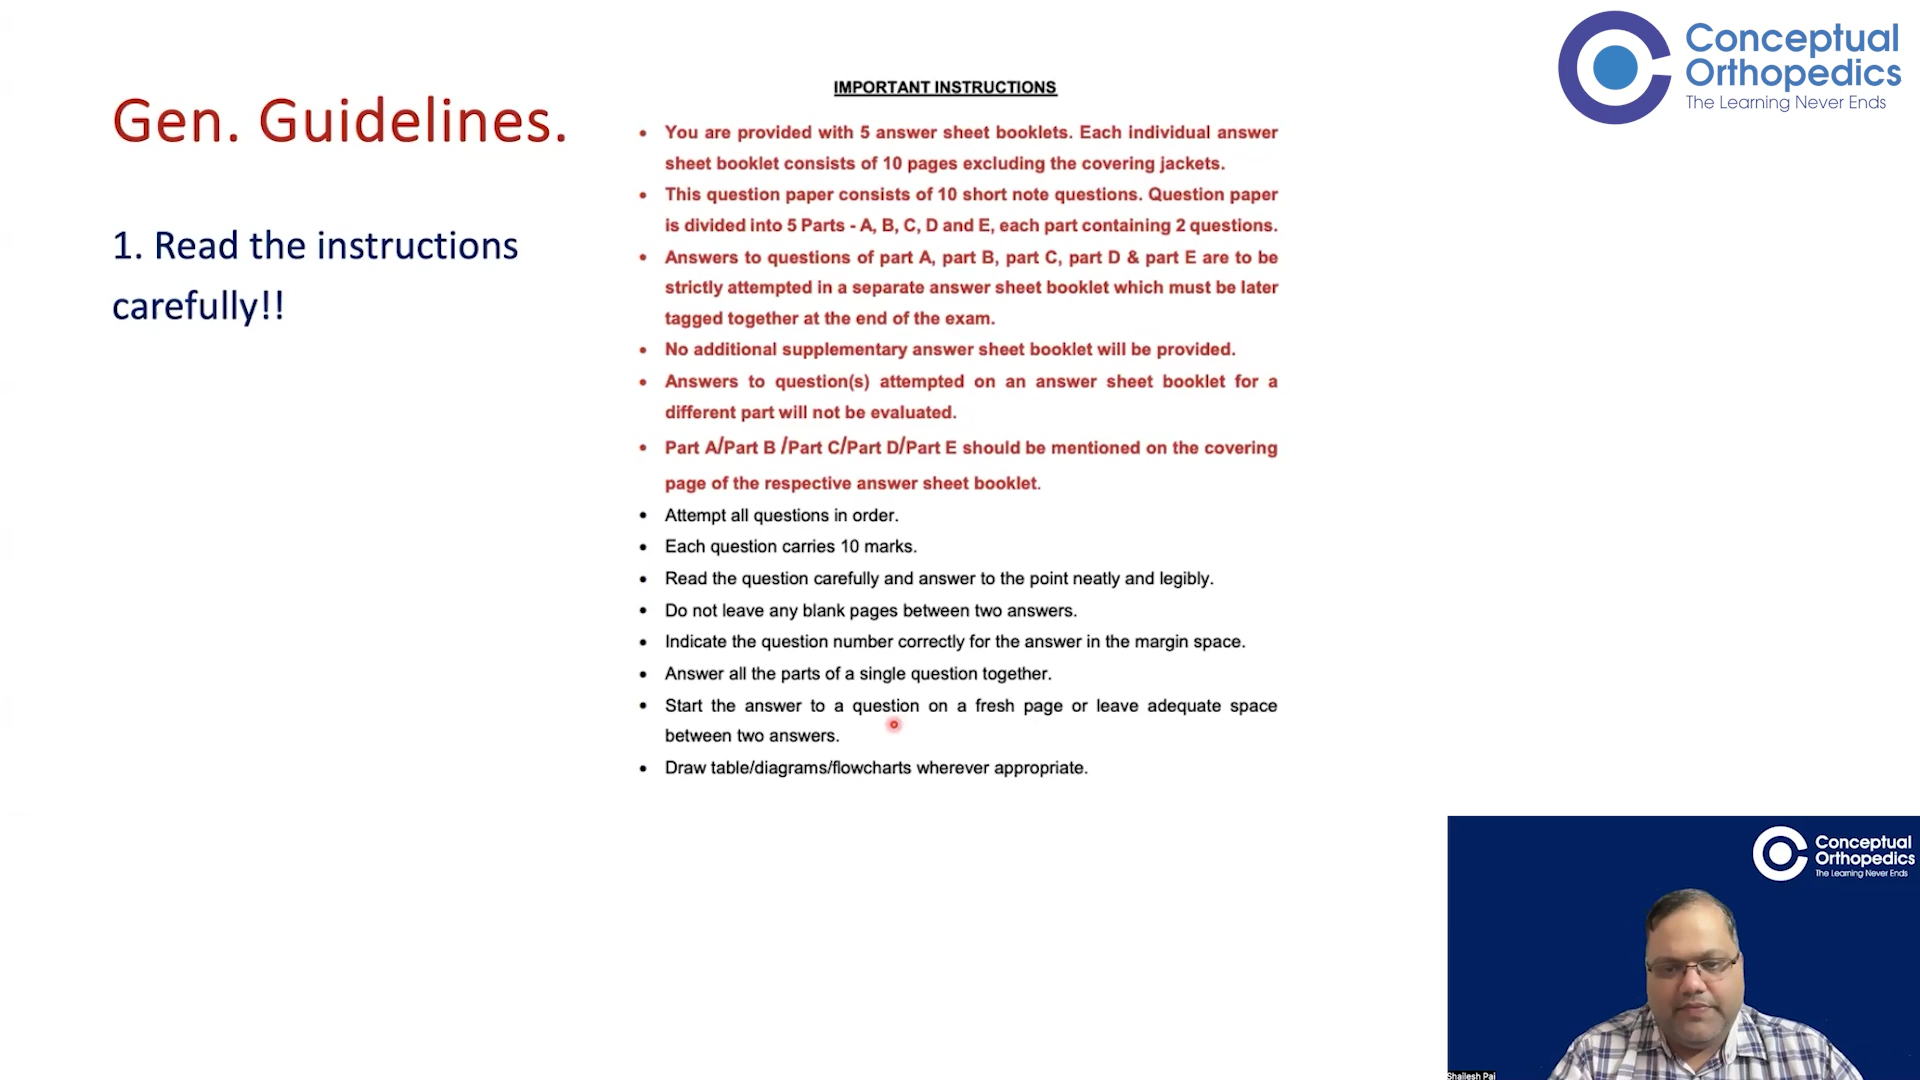 Conceptual
Orthopedics
The Learning Never Ends
Gen. Guidelines.
1. Read the instructions
carefully!!
IMPORTANT INSTRUCTIONS
• You are provided with 5 answer sheet booklets. Each individual answer
sheet booklet consists of 10 pages excluding the covering jackets.
• This question paper consists of 10 short note questions. Question paper
is divided into 5 Parts - A, B, C, D and E, each part containing 2 questions.
• Answers to questions of part A, part B, part C, part D & part E are to be
strictly attempted in a separate answer sheet booklet which must be later
tagged together at the end of the exam.
• No additional supplementary answer sheet booklet will be provided.
• Answers to question(s) attempted on an answer sheet booklet for a
different part will not be evaluated.
• Part A/Part B /Part C/Part D/Part E should be mentioned on the covering
page of the respective answer sheet booklet.
• Attempt all questions in order.
• Each question carries 10 marks.
• Read the question carefully and answer to the point neatly and legibly.
• Do not leave any blank pages between two answers.
• Indicate the question number correctly for the answer in the margin space.
• Answer all the parts of a single question together.
• Start the answer to a question on a fresh page or leave adequate space
between two answers.
• Draw table/diagrams/flowcharts wherever appropriate.
Conceptual
Orthopedics
The Learning Never Ends
Shailesh Pai